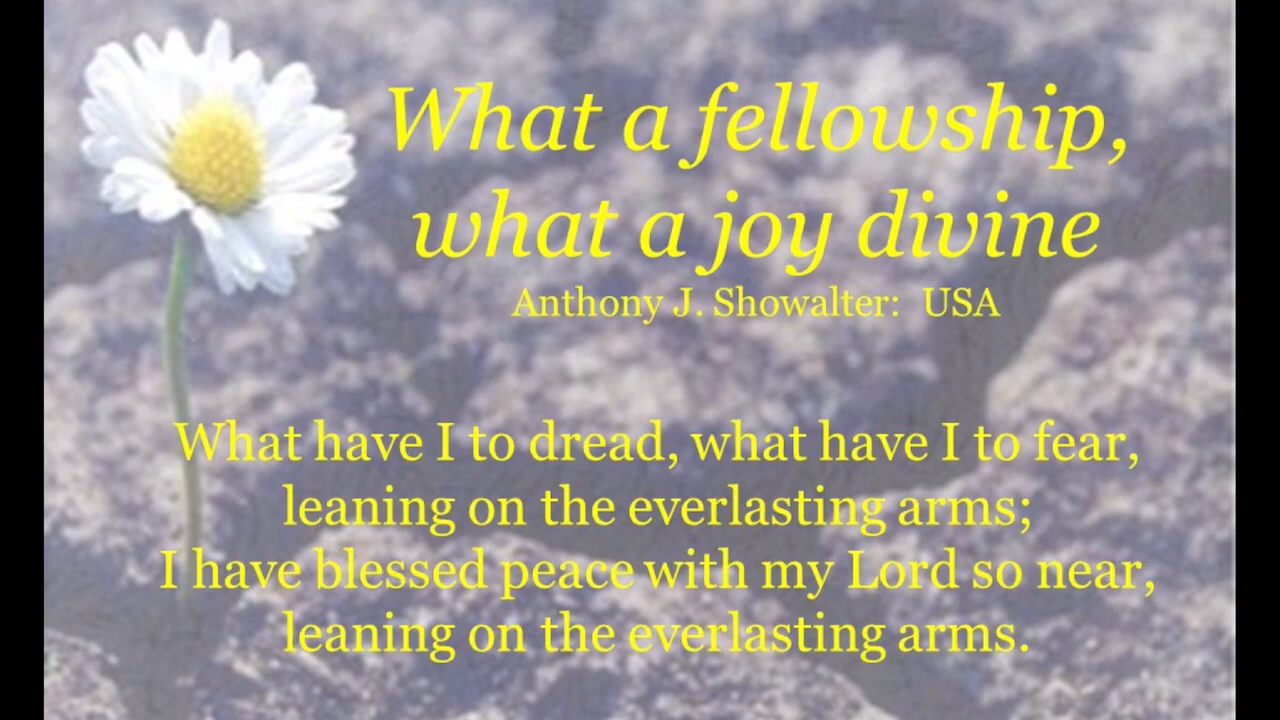 What a fellowship,
what a joy divine
Anthony J. Showalter:  USA
What have I to dread, what have I to fear,
leaning on the everlasting arms;
I have blessed peace with my Lord so near,
leaning on the everlasting arms.